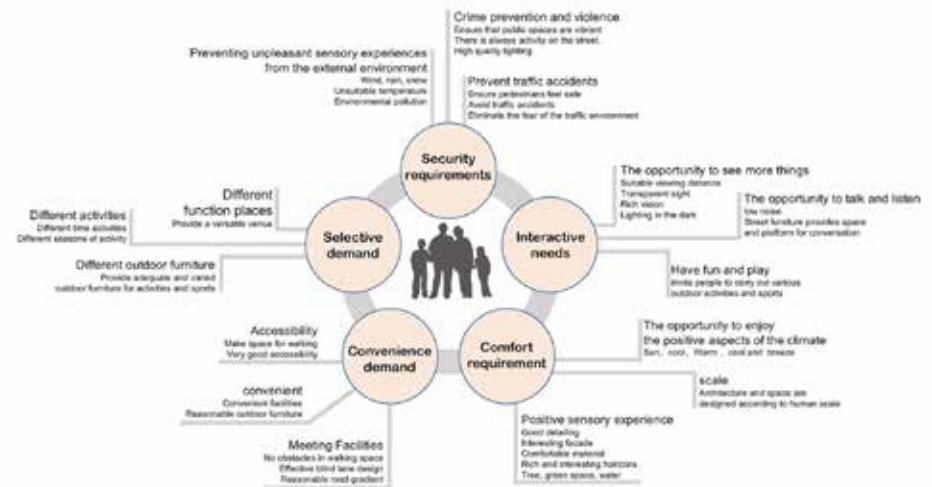 Crime prevention and violence
Ensure that public spaces are vibrant
There is always activity on the street.
High quality lighting
Preventing unpleasant sensory experiences
from the external environment
Wind, rain, snow
Unsuitable temperature
Environmental pollution
Prevent traffic accidents
Ensure pedestrians feel safe
Avoid traffic accidents
Eliminate the fear of the traffic environment
Security
requirements
The opportunity to see more things
Suitable viewing distance
Transparent sight
Rich vision
Lighting in the dark
The opportunity to talk and listen
low noise
Street furniture provides space
and platform for conversation
Have fun and play
Invite people to carry out various
outdoor activities and sports
Interactive
needs
Different
function places
Provide a versatile venue
Different activities
Different time activities
Different seasons of activity
Different outdoor furniture
Provide adequate and varied
outdoor furniture for activities and sports
Selective
demand
Accessibility
Make space for walking
Very good accessibility
convenient
Convenient facilities
Reasonable outdoor furniture
Meeting Facilities
No obstacles in walking space
Effective blind lane design
Reasonable road gradient
Convenience
demand
Comfort
requirement
The opportunity to enjoy
the positive aspects of the climate
Sun, cool, Warm, cool and breeze
scale
Architecture and space are
designed according to human scale
Positive sensory experience
Good detailing
Interesting facade
Comfortable material
Rich and interesting horizons
Tree, green space, water